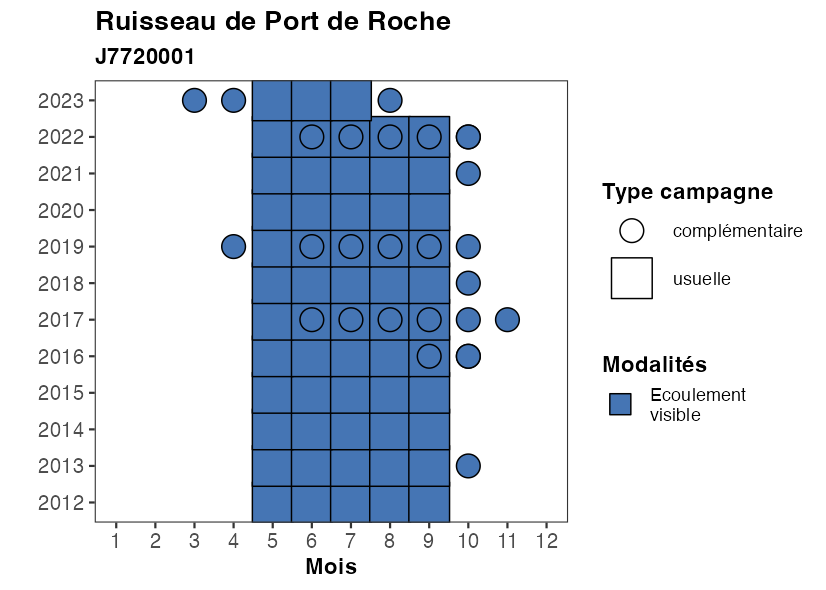 Ruisseau de Port de Roche
J7720001
2023
2022
2021
2020
2019
2018
2017
2016
2015
2014
2013
2012
1 2 3 4 5 6 7 8 9 10 11 12
Mois
Type campagne
complémentaire
usuelle
Modalités
Ecoulement
visible